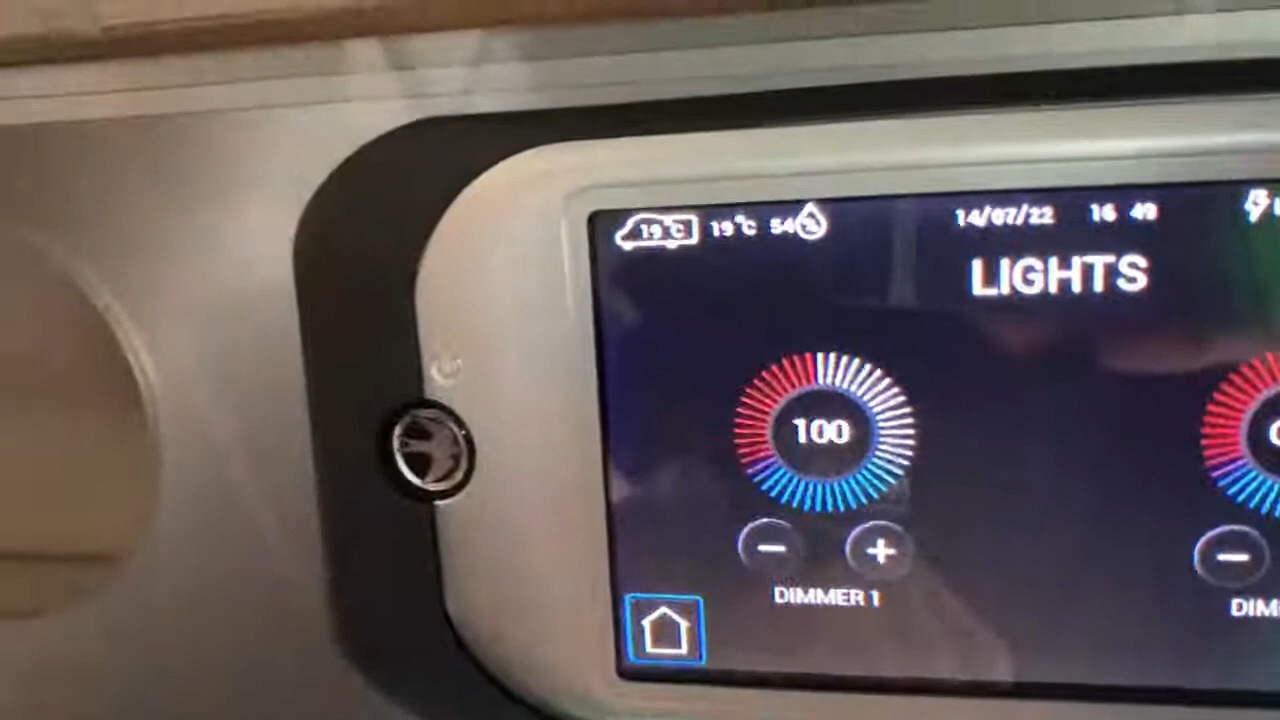 19°C 19°C 54% 14/07/22 16 49
LIGHTS
100
− + −
DIMMER 1